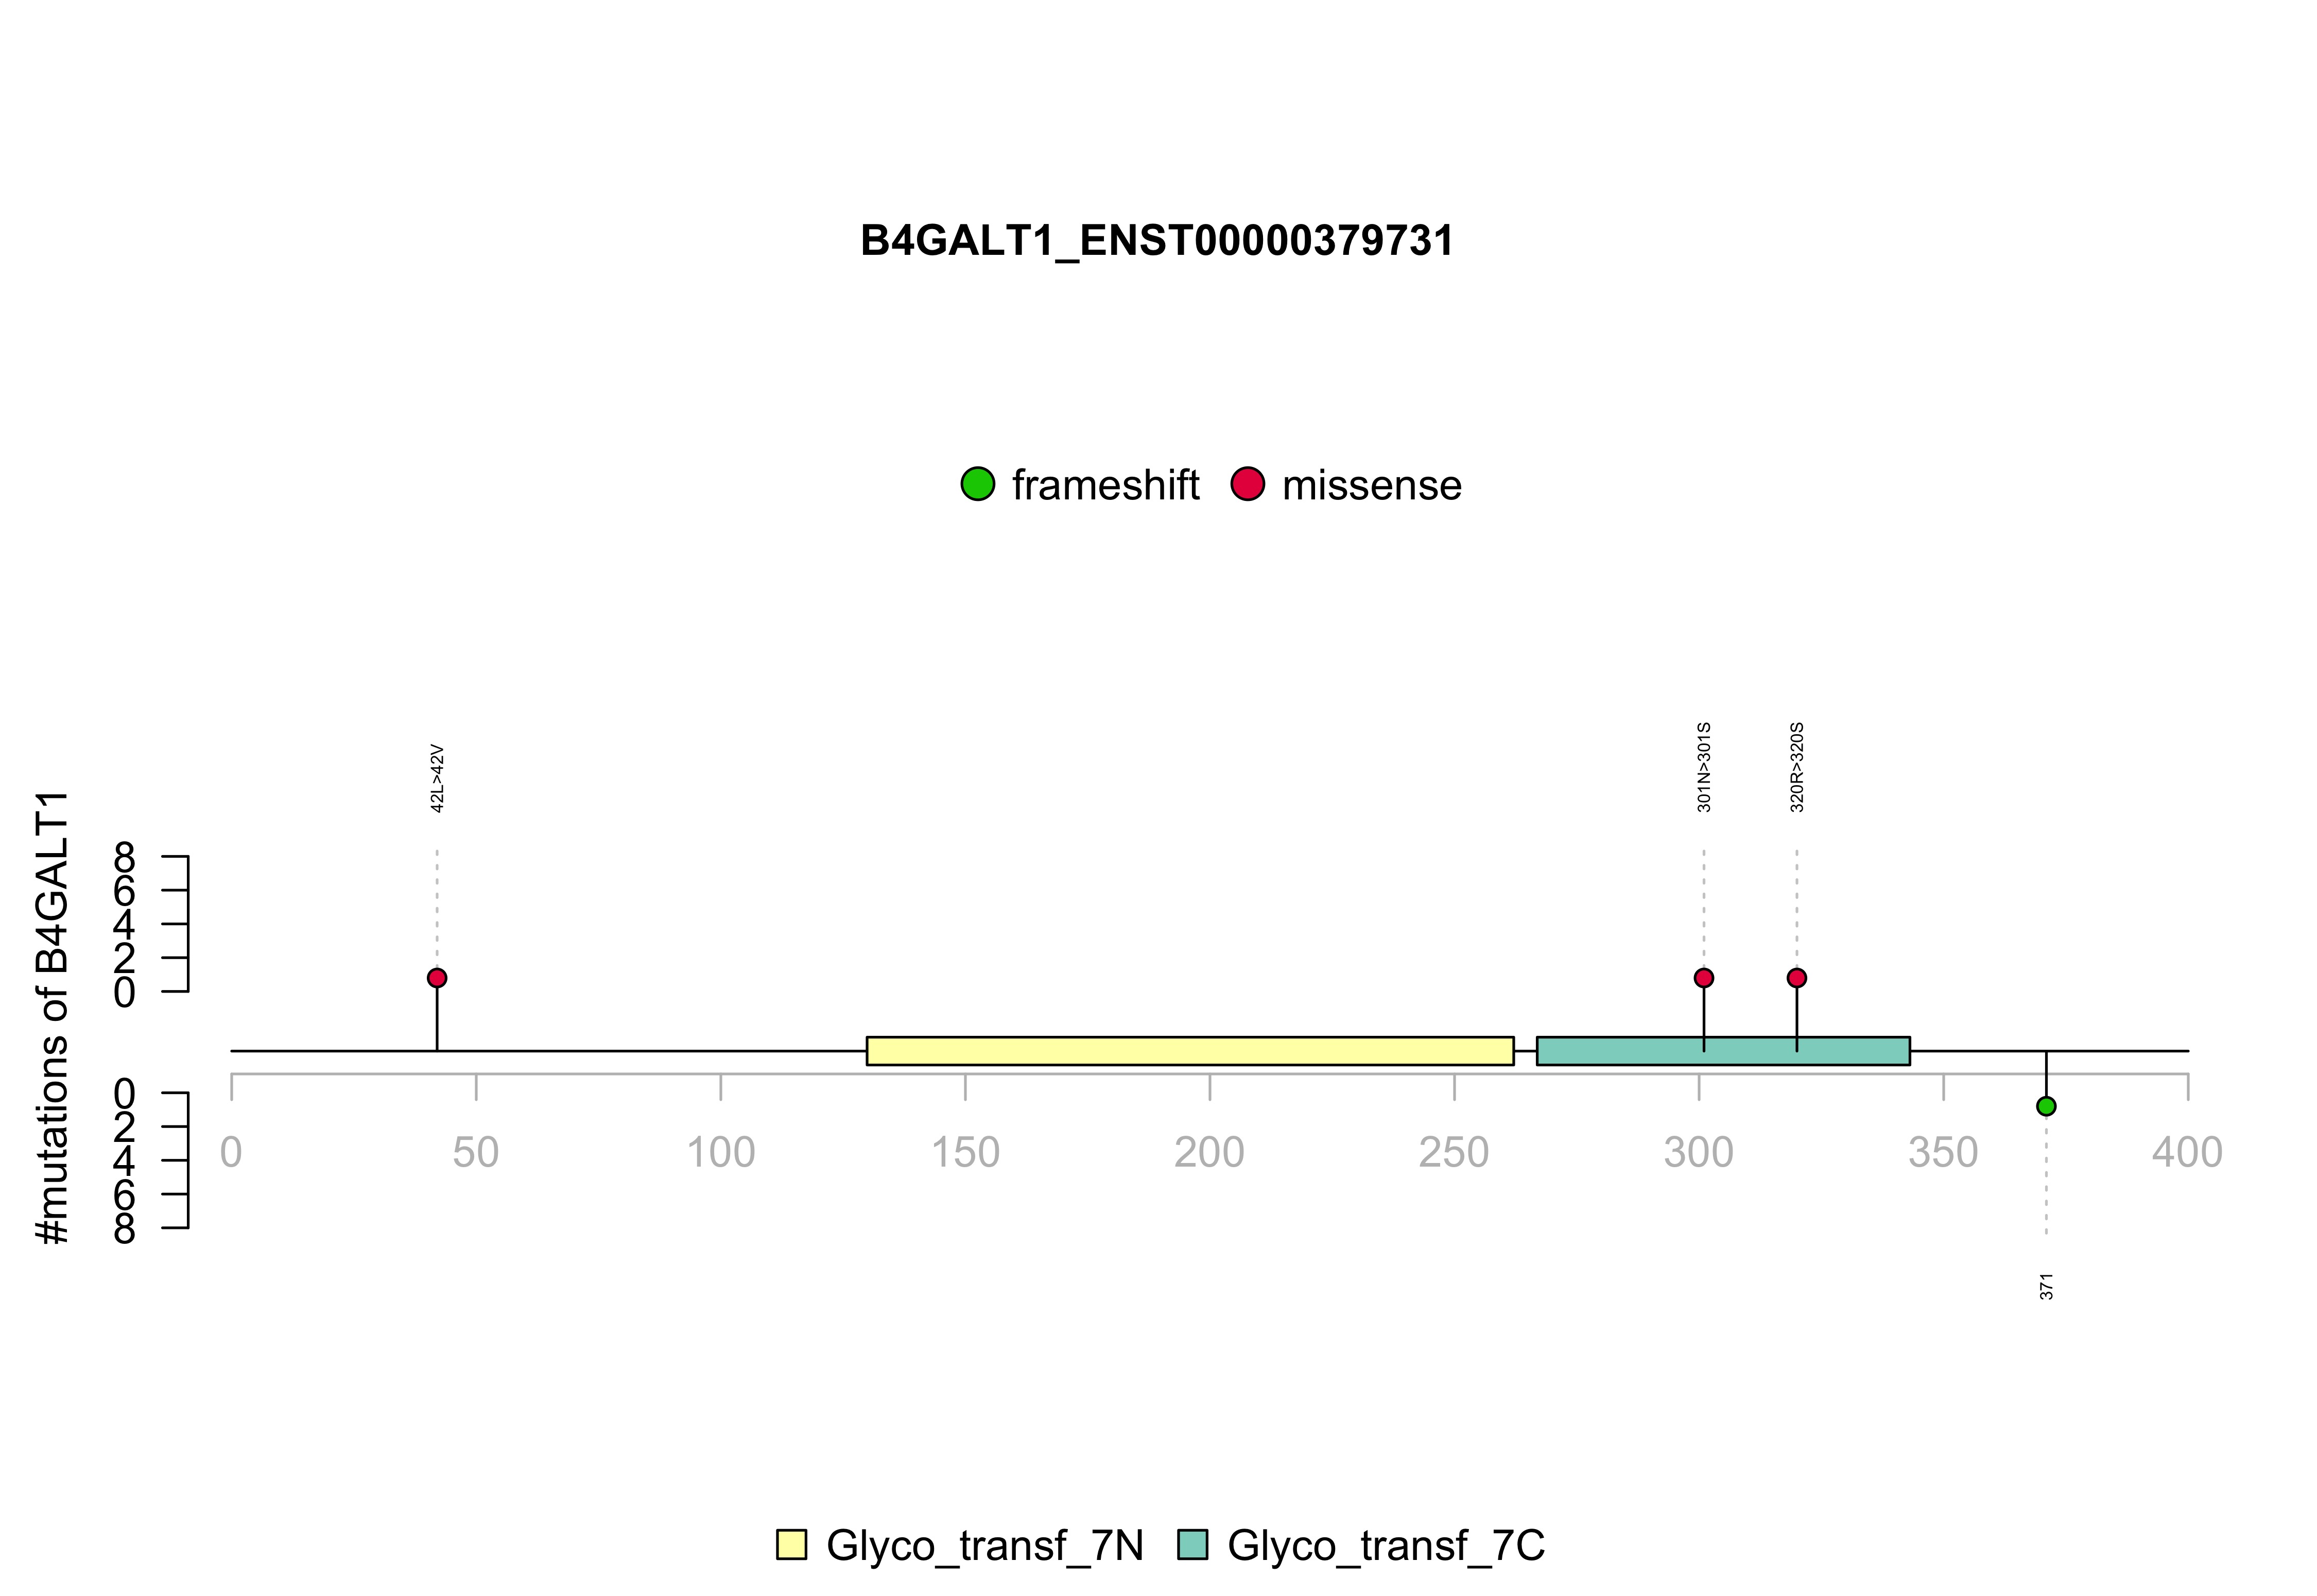 B4GALT1_ENST00000379731
frameshift missense
42L>42V
301N>301S
320R>320S
#mutations of B4GALT1
8
6
4
2
0
0
2
4
6
8
0 50 100 150 200 250 300 350 400
371
Glyco_transf_7N Glyco_transf_7C